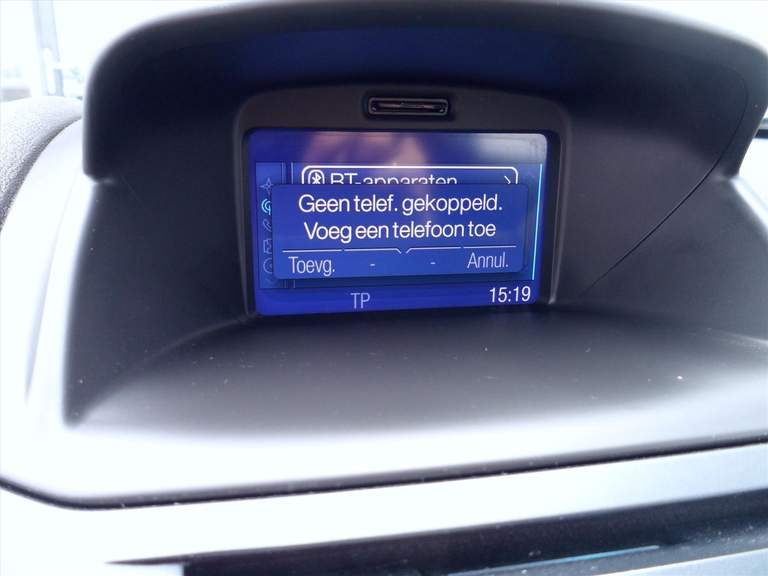 BT-apparaten
Geen telef. gekoppeld.
Voeg een telefoon toe
Toevg. - - Annul.
TP 15:19